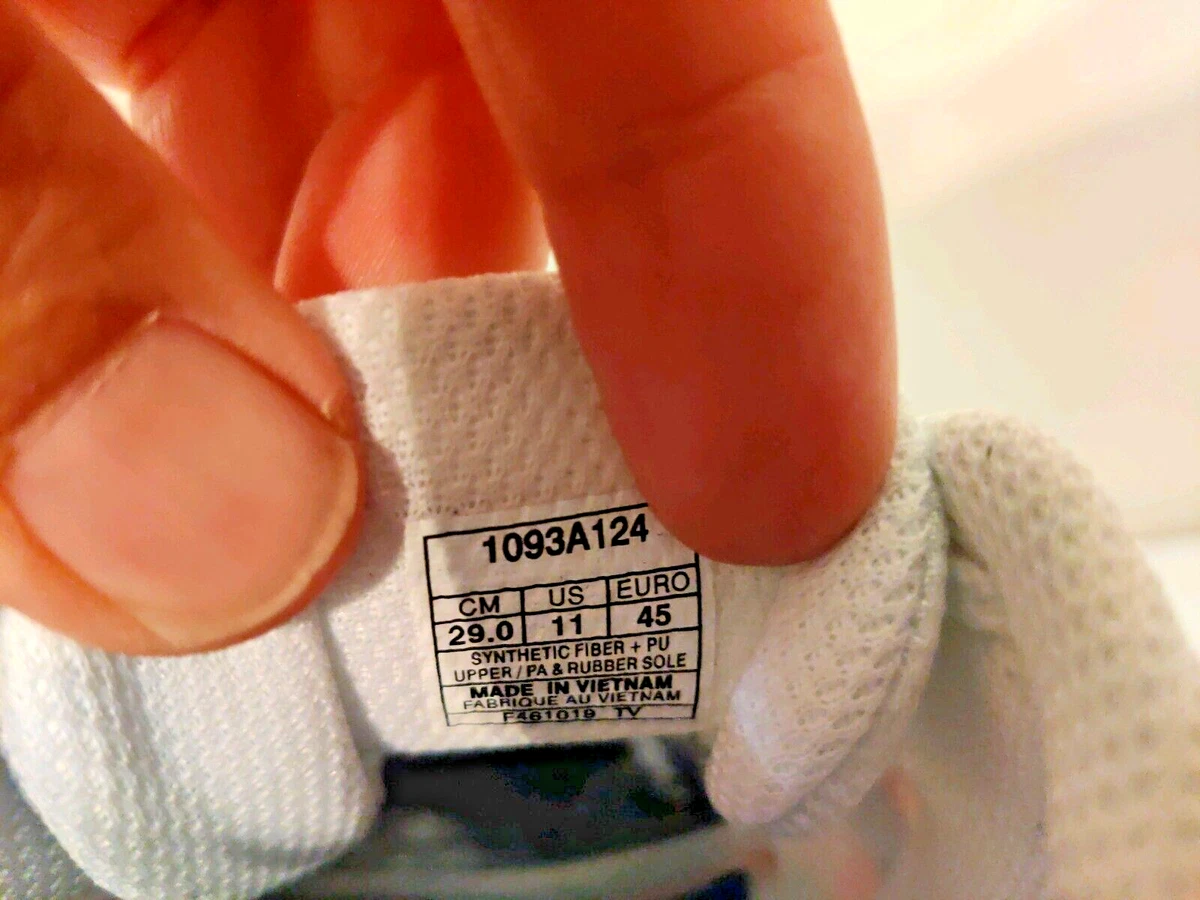 1093A124
CM US EURO
29.0 11 45
SYNTHETIC FIBER + PU
UPPER / PA & RUBBER SOLE
MADE IN VIETNAM
FABRIQUE AU VIETNAM
F461019 TV